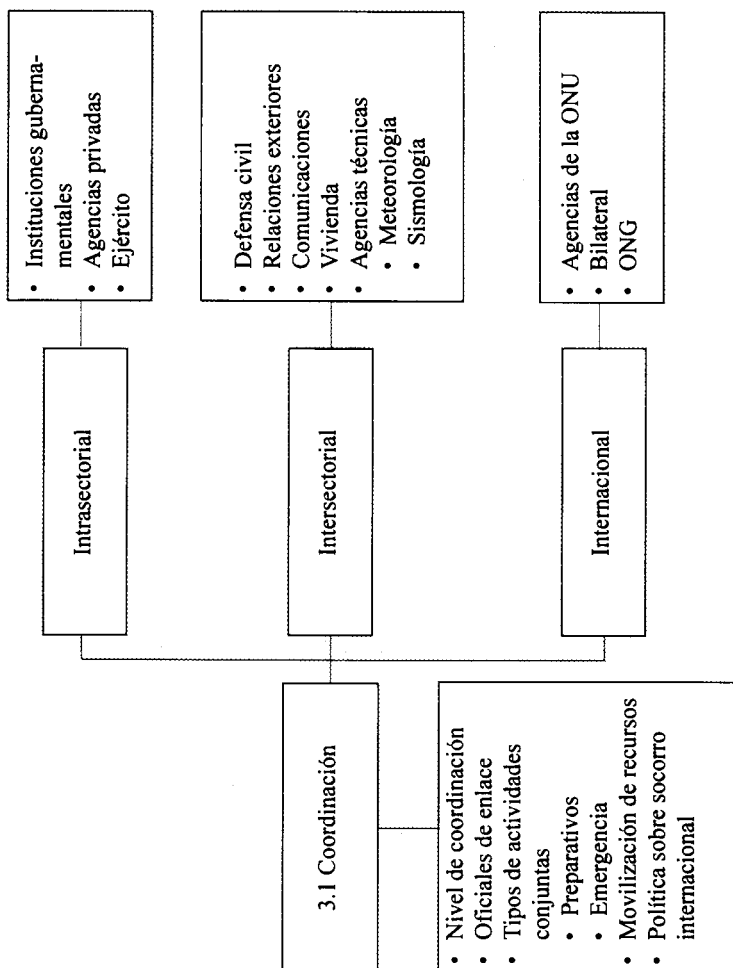 3.1 Coordinación
• Nivel de coordinación
• Oficiales de enlace
• Tipos de actividades
conjuntas
• Preparativos
• Emergencia
• Movilización de recursos
• Política sobre socorro
internacional
Intrasectorial
• Instituciones guberna-
mentales
• Agencias privadas
• Ejército
Intersectorial
• Defensa civil
• Relaciones exteriores
• Comunicaciones
• Vivienda
• Agencias técnicas
• Meteorología
• Sismología
Internacional
• Agencias de la ONU
• Bilateral
• ONG